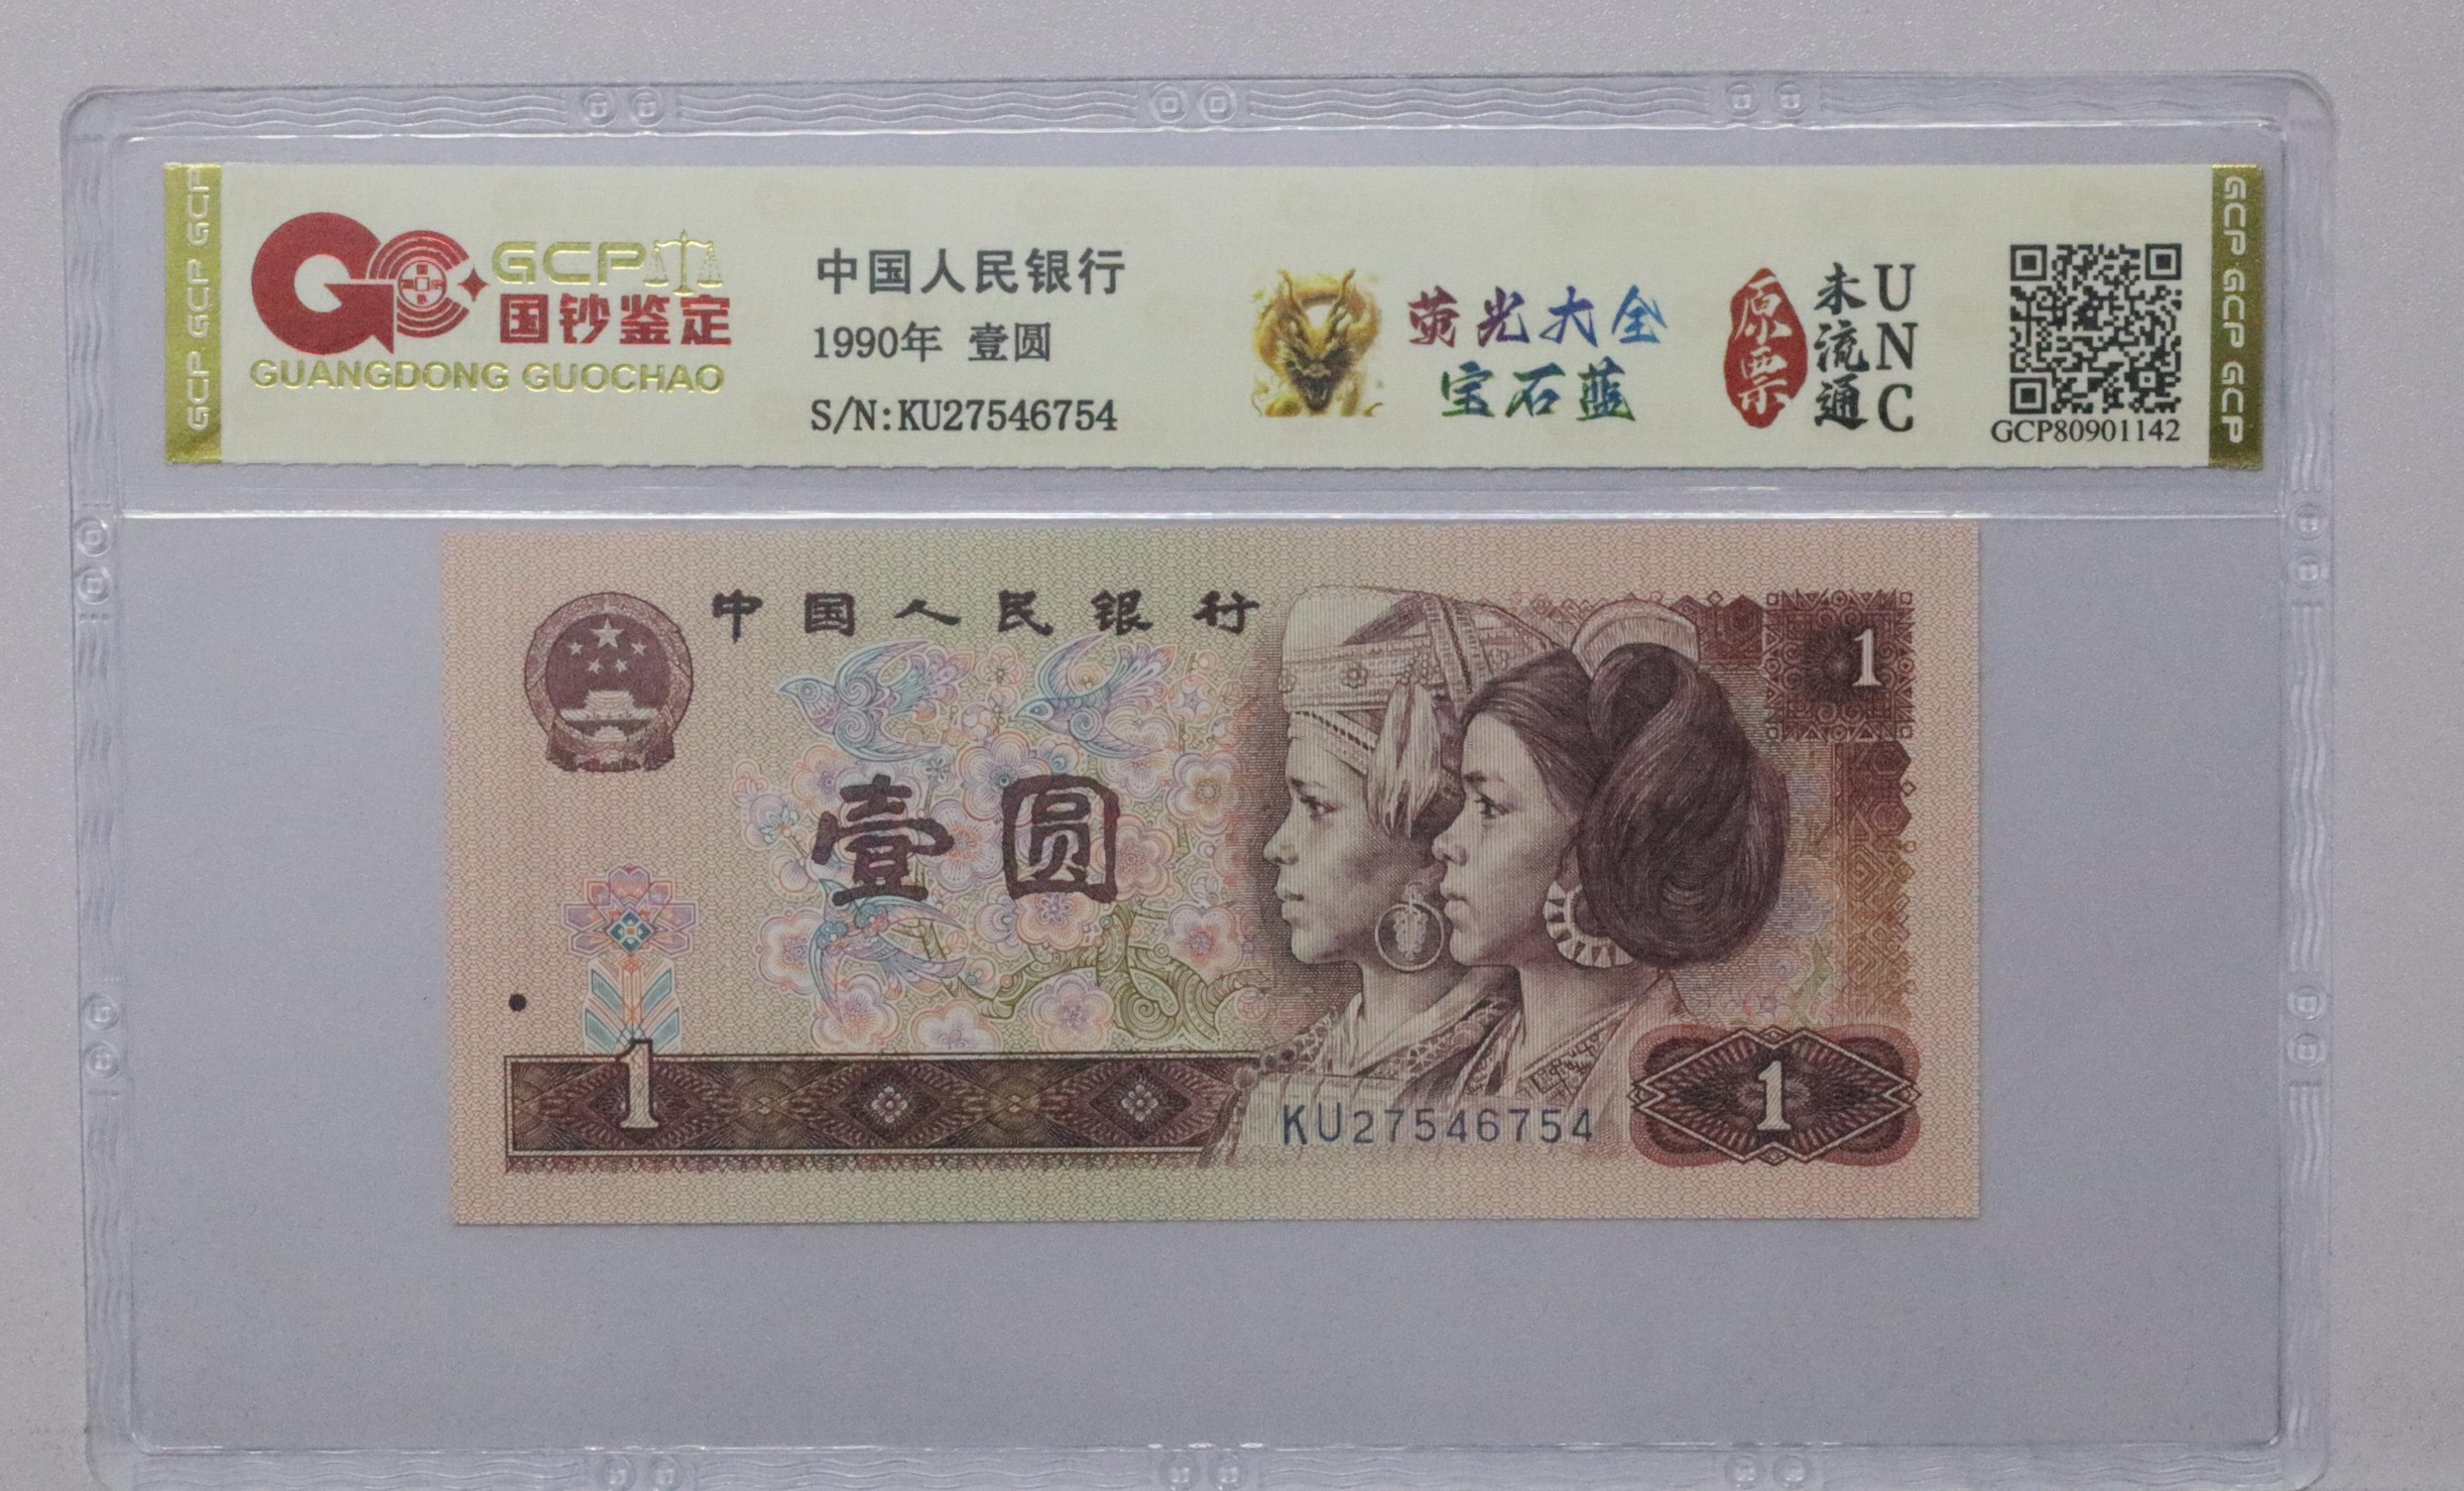 GCP GCP GCP
GCP
国钞鉴定
GUANGDONG GUOCHAO
中国人民银行
1990年 壹圆
S/N:KU27546754
荧光大全
宝石蓝
原票
未流通
UNC
GCP80901142
GCP GCP GCP
中国人民银行
1
壹圆
1
KU27546754
1